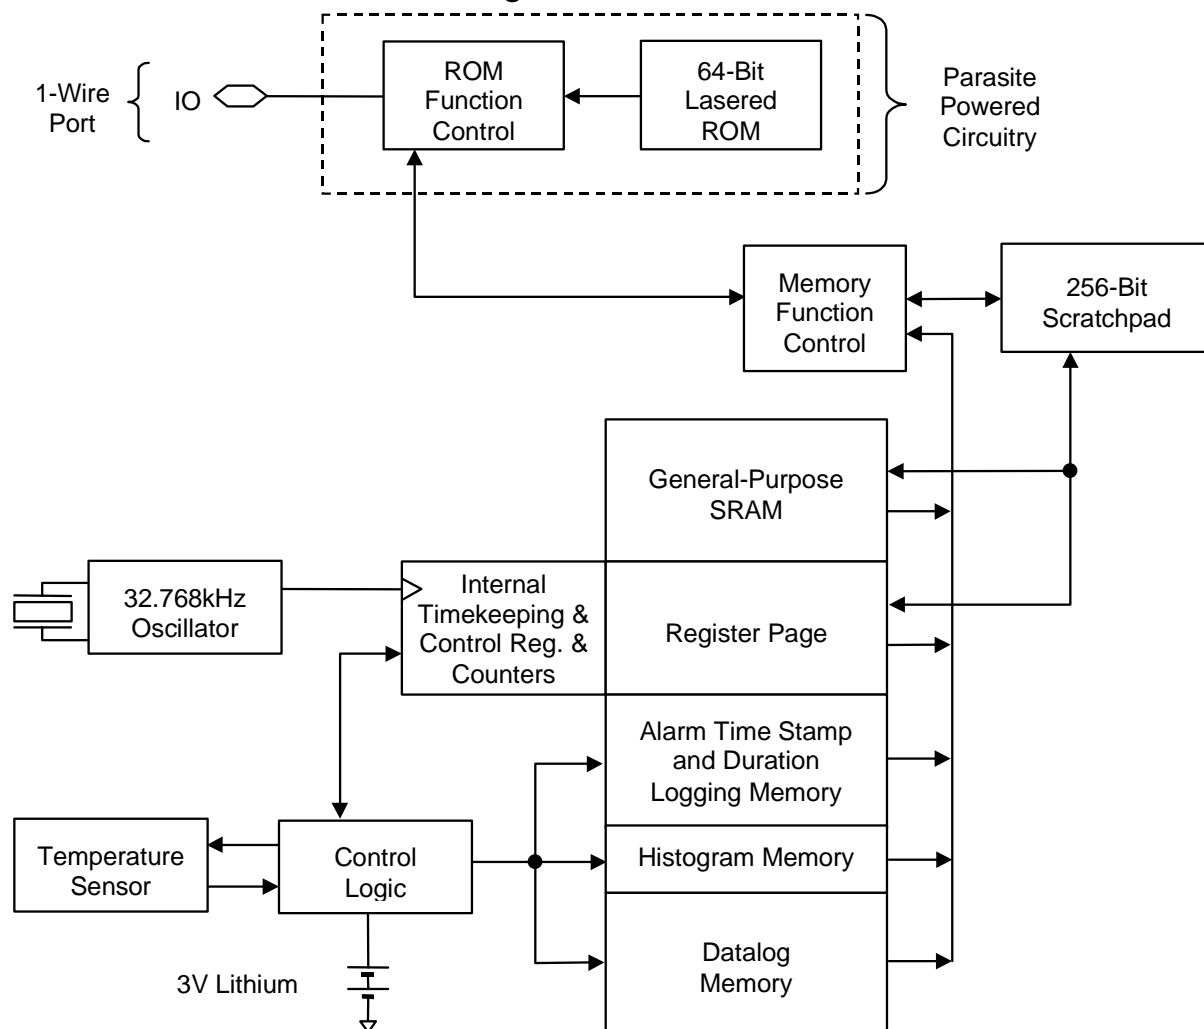 1-Wire
Port
IO
ROM
Function
Control
64-Bit
Lasered
ROM
Parasite
Powered
Circuitry
Memory
Function
Control
256-Bit
Scratchpad
General-Purpose
SRAM
32.768kHz
Oscillator
Internal
Timekeeping &
Control Reg. &
Counters
Register Page
Alarm Time Stamp
and Duration
Logging Memory
Temperature
Sensor
Control
Logic
Histogram Memory
Datalog
Memory
3V Lithium